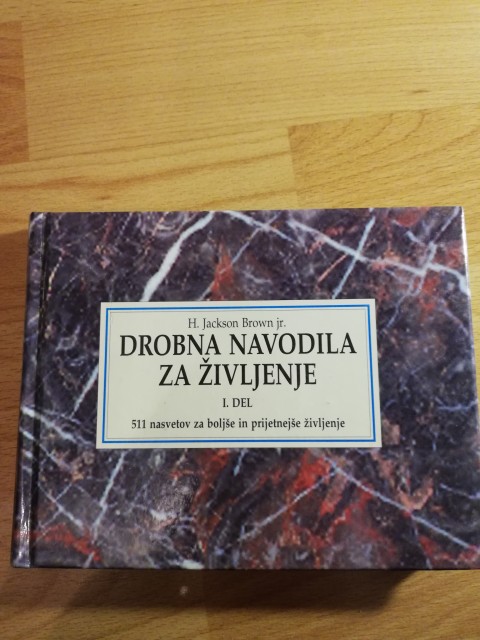 H. Jackson Brown jr.
DROBNA NAVODILA
ZA ŽIVLJENJE
I. DEL
511 nasvetov za boljše in prijetnejše življenje